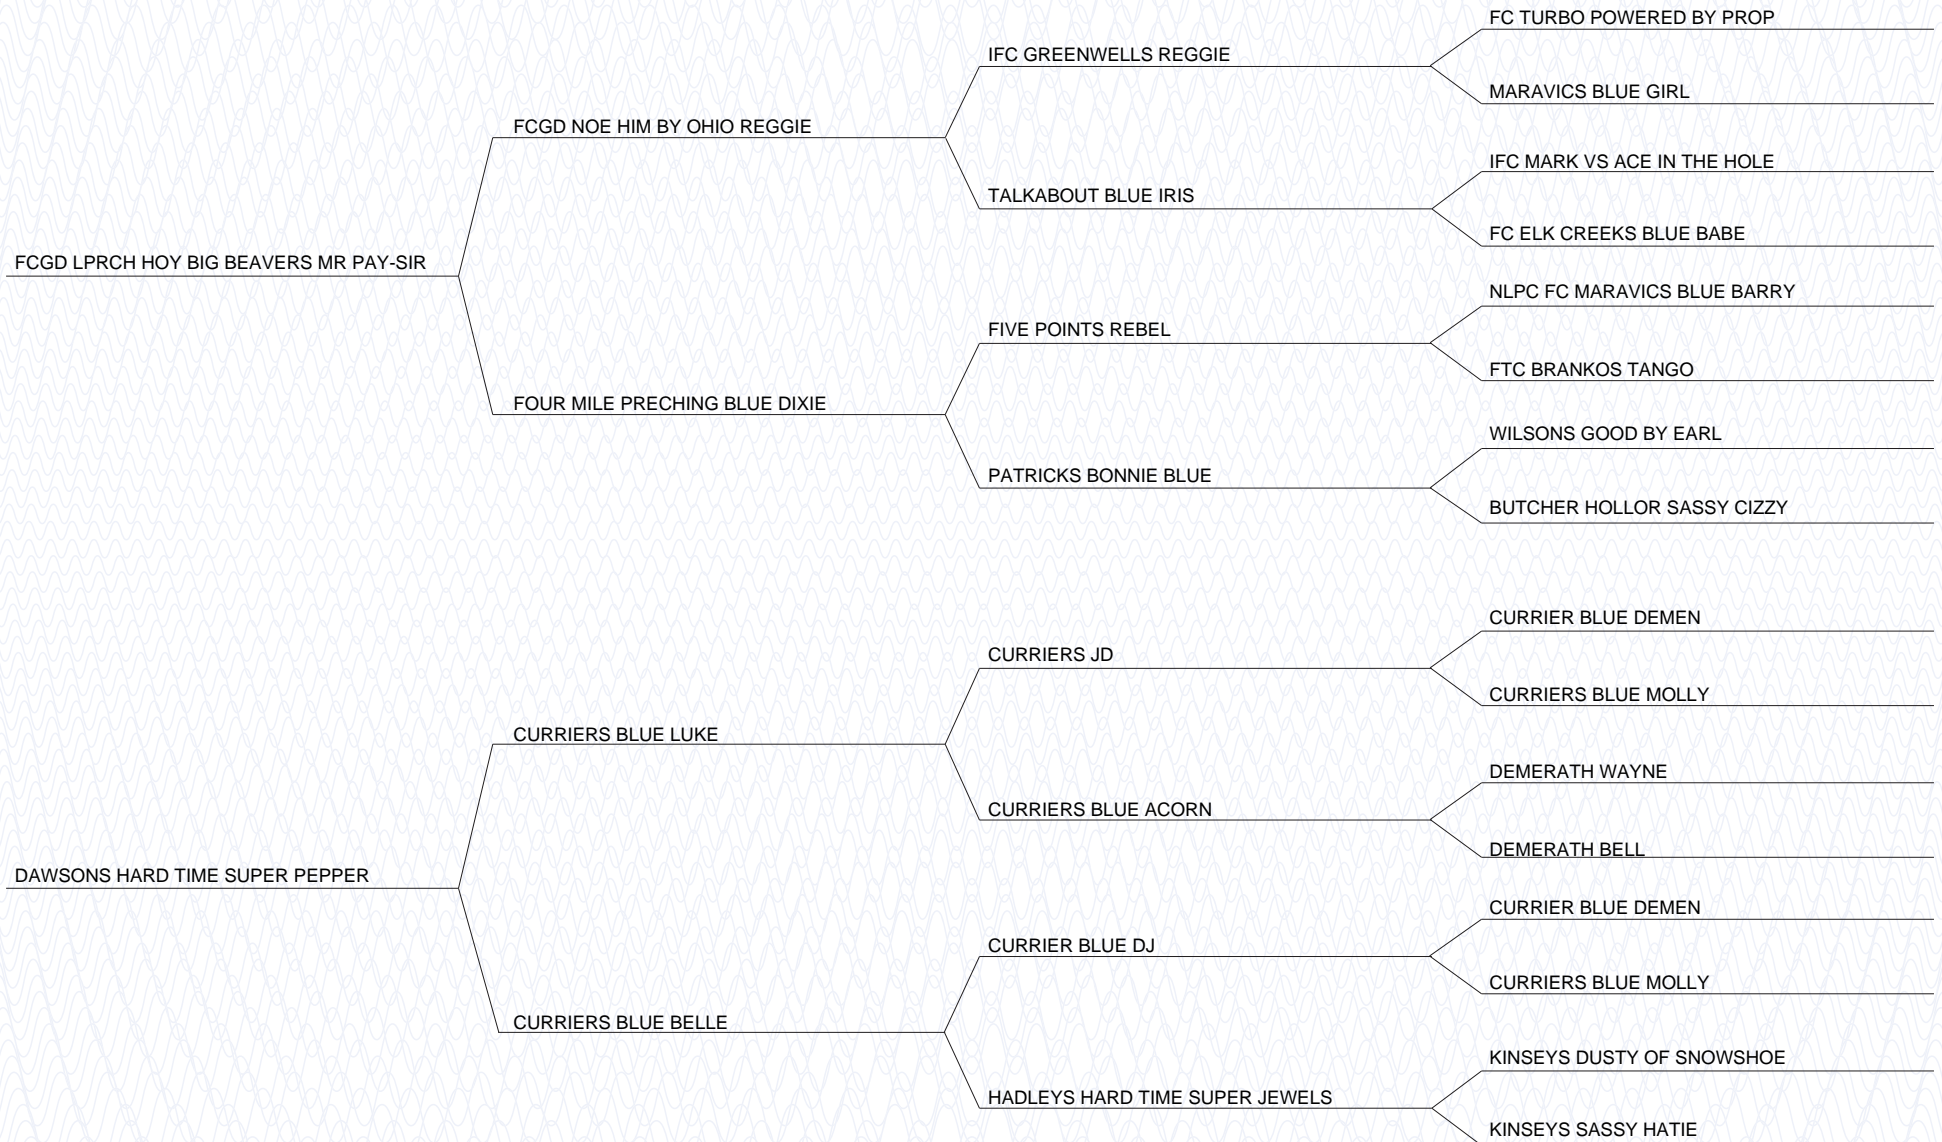 FC TURBO POWERED BY PROP
IFC GREENWELLS REGGIE
MARAVICS BLUE GIRL
FCGD NOE HIM BY OHIO REGGIE
IFC MARK VS ACE IN THE HOLE
TALKABOUT BLUE IRIS
FC ELK CREEKS BLUE BABE
FCGD LPRCH HOY BIG BEAVERS MR PAY-SIR
NLPC FC MARAVICS BLUE BARRY
FIVE POINTS REBEL
FTC BRANKOS TANGO
FOUR MILE PRECHING BLUE DIXIE
WILSONS GOOD BY EARL
PATRICKS BONNIE BLUE
BUTCHER HOLLOR SASSY CIZZY
CURRIER BLUE DEMEN
CURRIERS JD
CURRIERS BLUE MOLLY
CURRIERS BLUE LUKE
DEMERATH WAYNE
CURRIERS BLUE ACORN
DEMERATH BELL
DAWSONS HARD TIME SUPER PEPPER
CURRIER BLUE DEMEN
CURRIER BLUE DJ
CURRIERS BLUE MOLLY
CURRIERS BLUE BELLE
KINSEYS DUSTY OF SNOWSHOE
HADLEYS HARD TIME SUPER JEWELS
KINSEYS SASSY HATIE